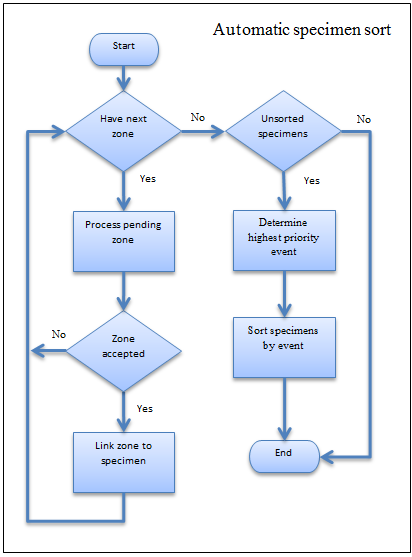 Automatic specimen sort
Start
Have next
zone
No
Unsorted
specimens
No
Yes
Yes
Process pending
zone
Determine
highest priority
event
No
Zone
accepted
Sort specimens
by event
Yes
Link zone to
specimen
End